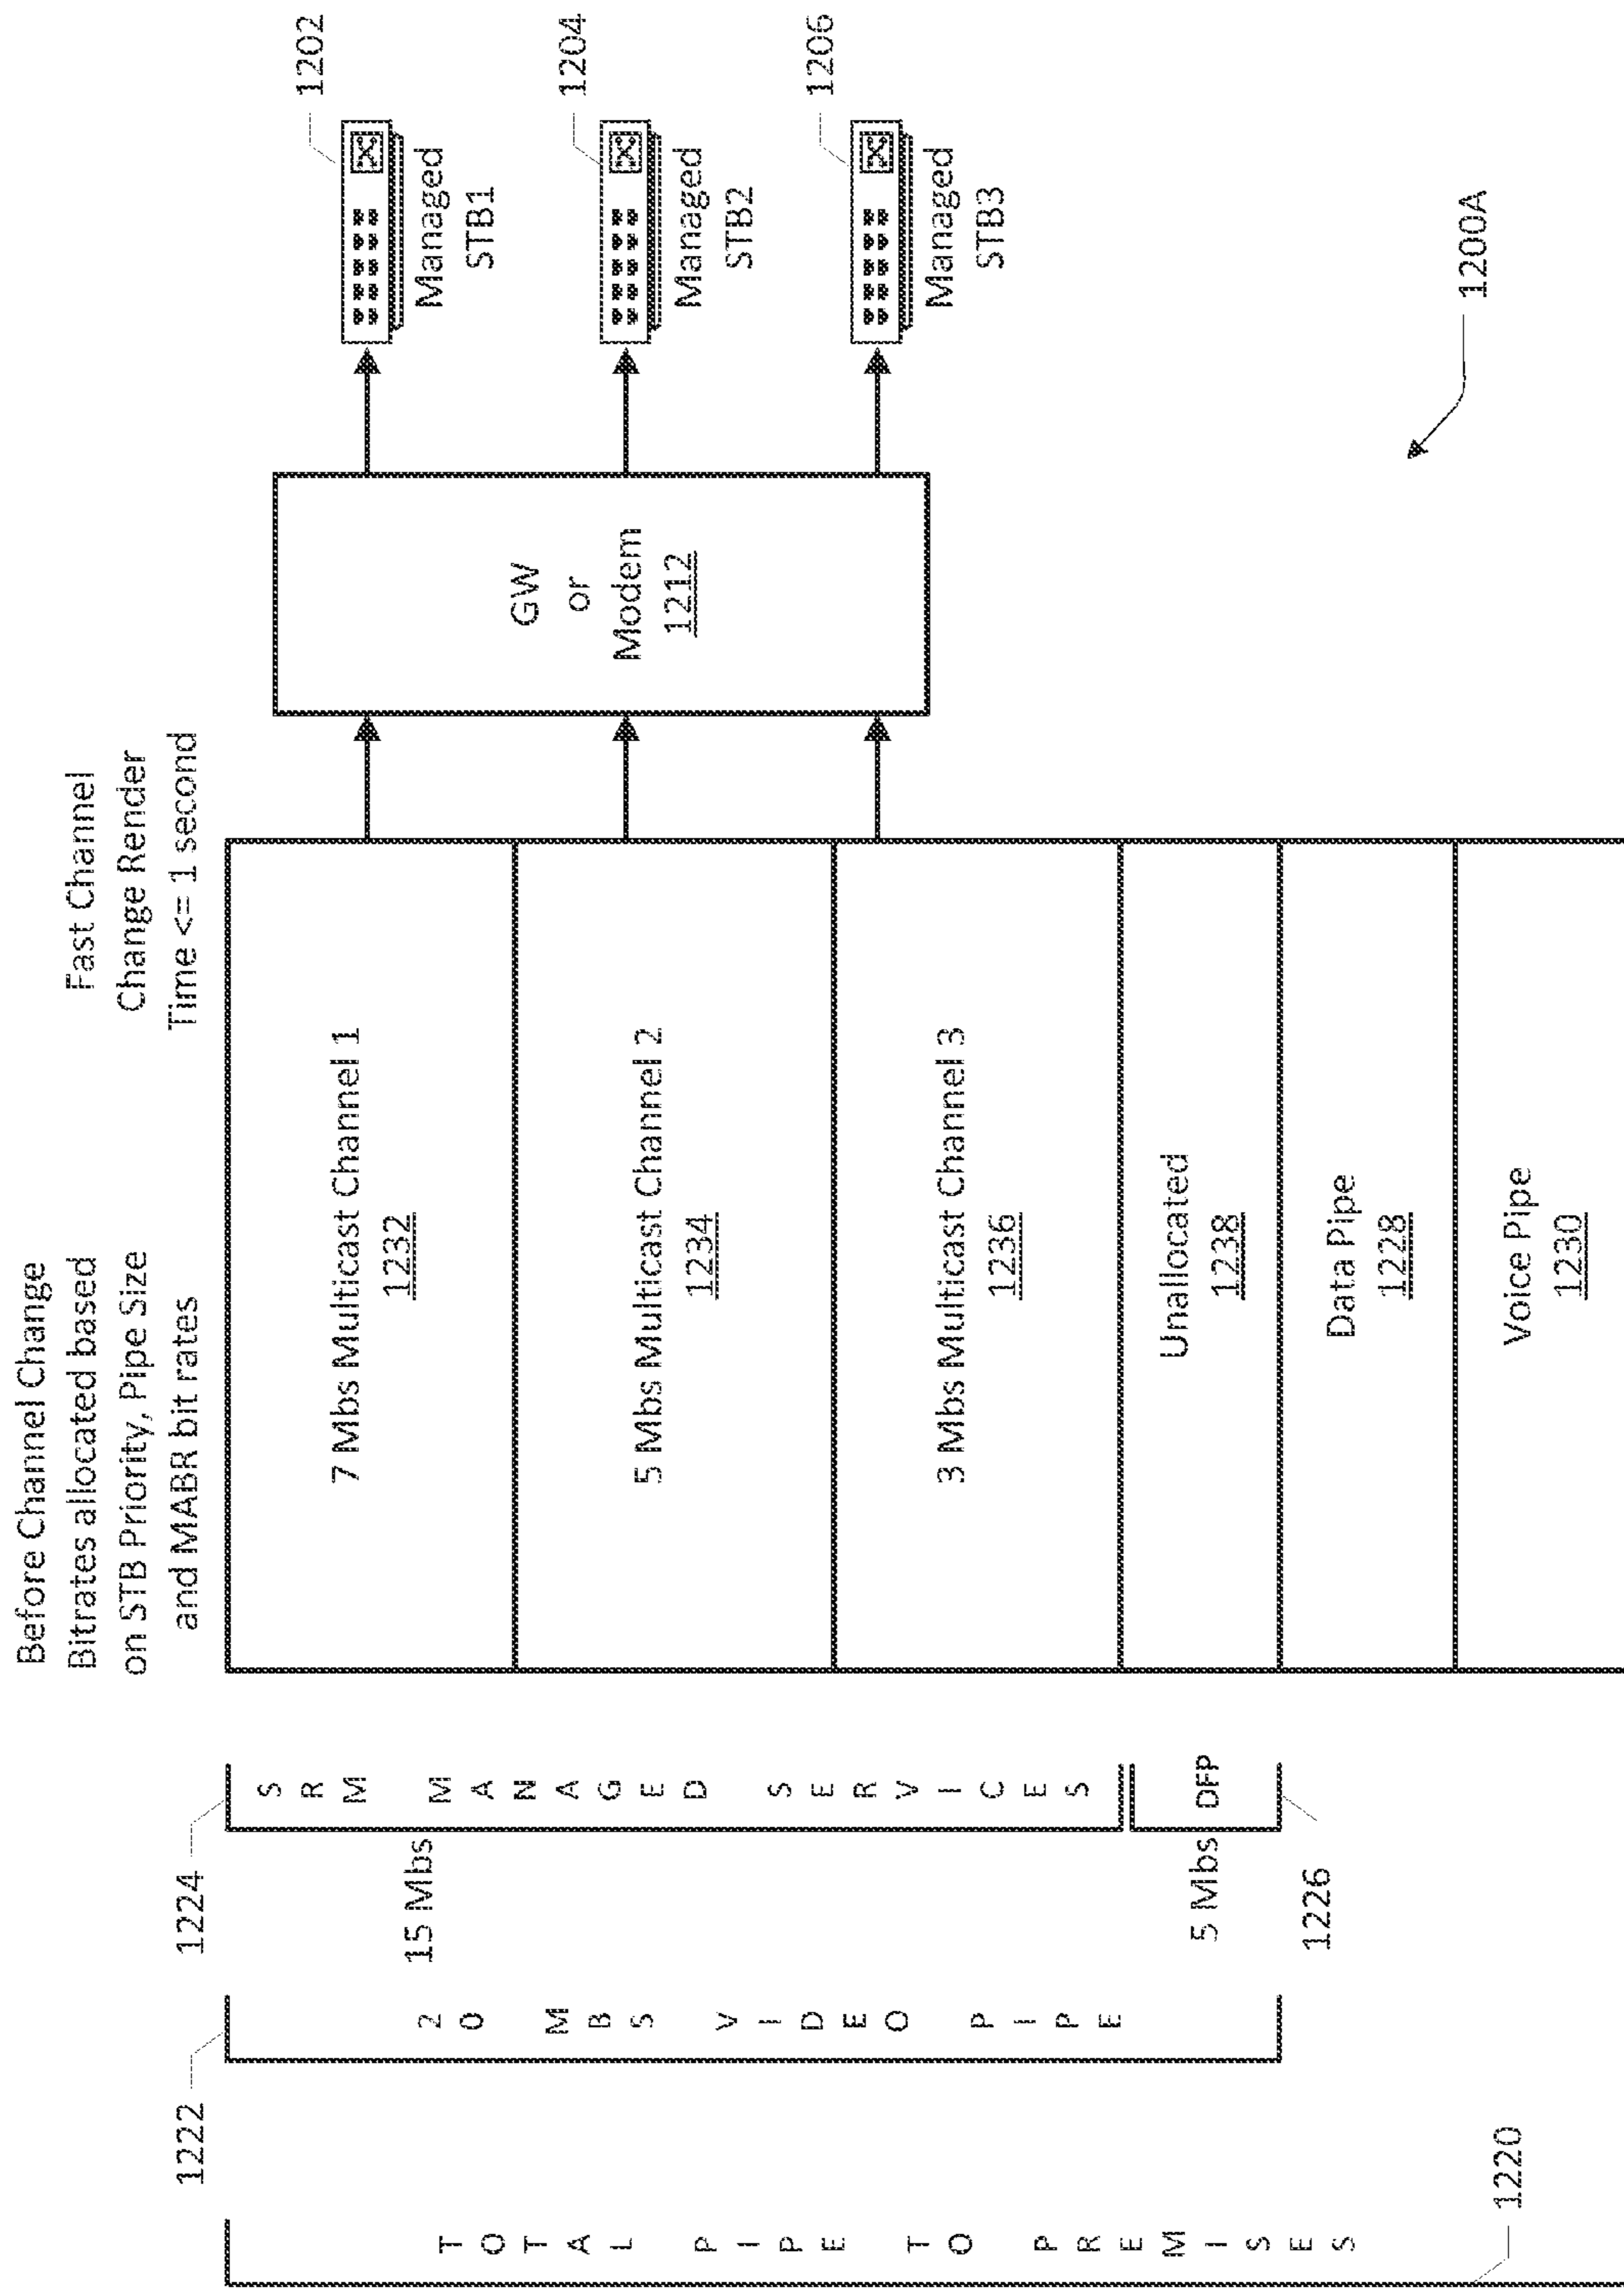 Before Channel Change
Bitrates allocated based
on STB Priority, Pipe Size
and MABR bit rates
Fast Channel
Change Render
Time <= 1 second
1220
TOTAL PIPE TO PREMISES
1222
20 MBS VIDEO PIPE
1224
SRM MANAGED SERVICES
15 Mbs
5 Mbs
DFP
1226
7 Mbs Multicast Channel 1
1232
5 Mbs Multicast Channel 2
1234
3 Mbs Multicast Channel 3
1236
Unallocated
1238
Data Pipe
1228
Voice Pipe
1230
GW
or
Modem
1212
1202
Managed
STB1
1204
Managed
STB2
1206
Managed
STB3
1200A